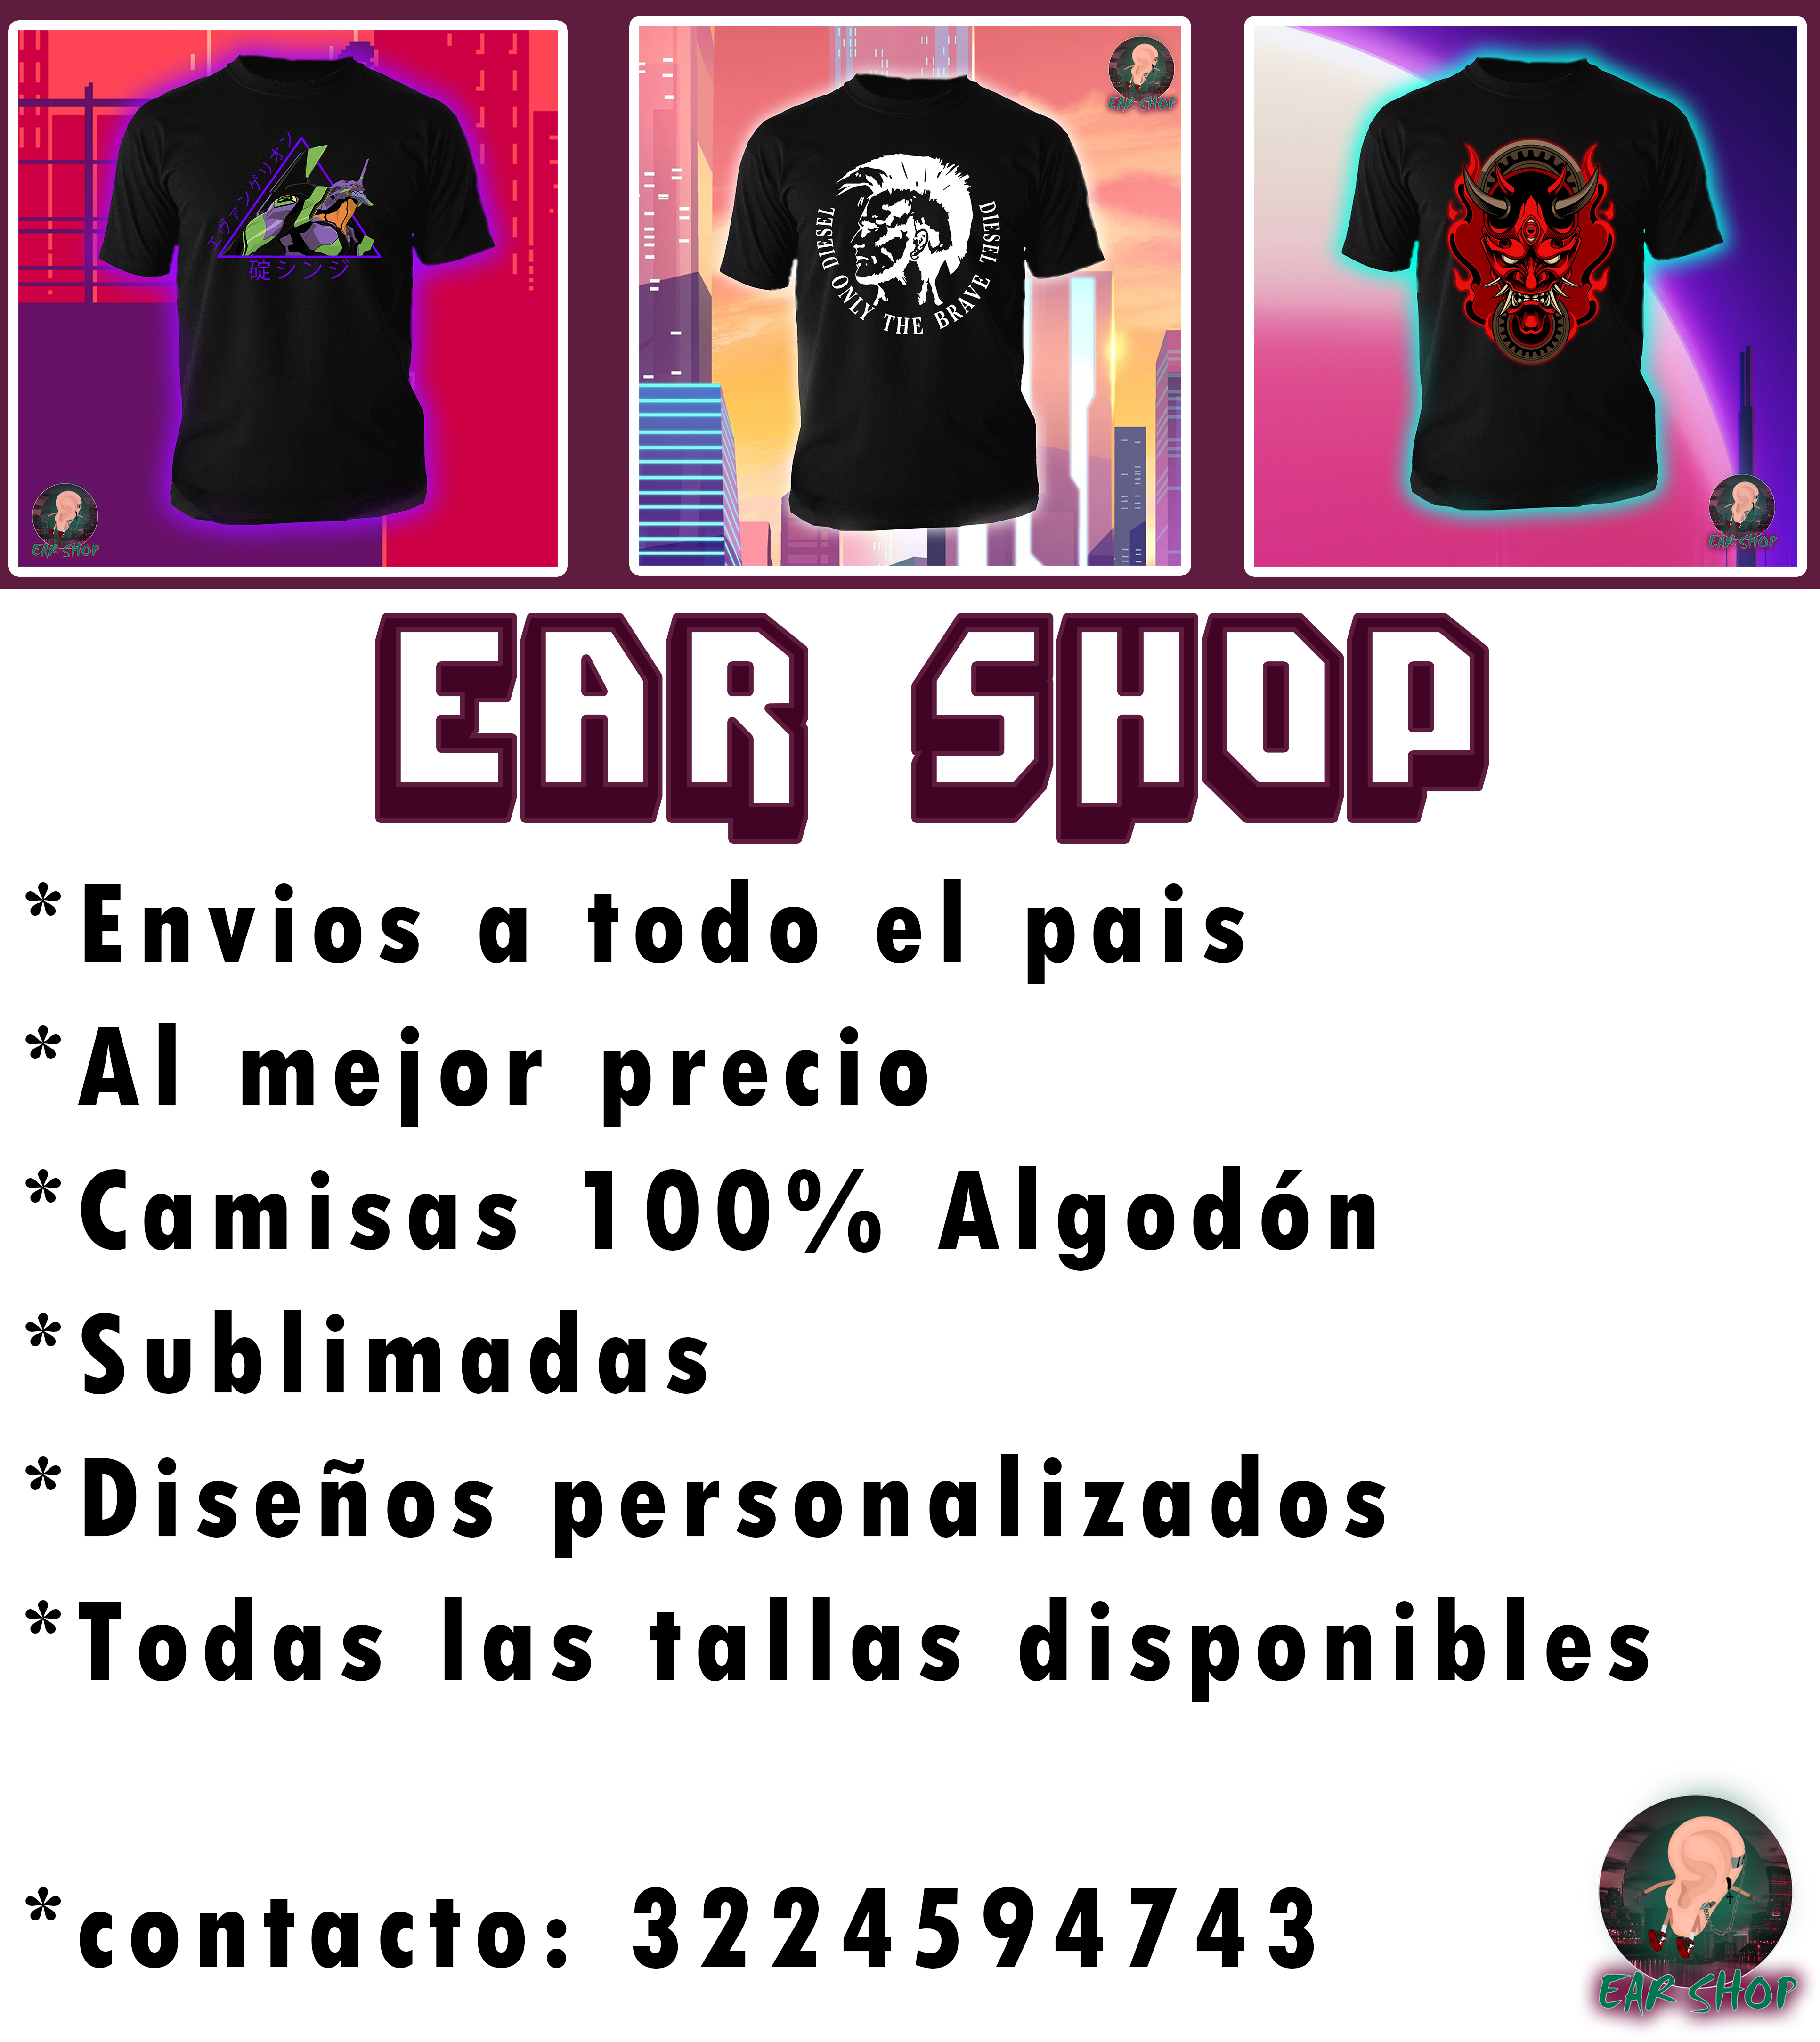 エヴァンゲリオン
碇シンジ
EAR SHOP
DIESEL ONLY THE BRAVE DIESEL
EAR SHOP
EAR SHOP
EAR SHOP
*Envios a todo el pais
*Al mejor precio
*Camisas 100% Algodón
*Sublimadas
*Diseños personalizados
*Todas las tallas disponibles
*contacto: 3224594743
EAR SHOP